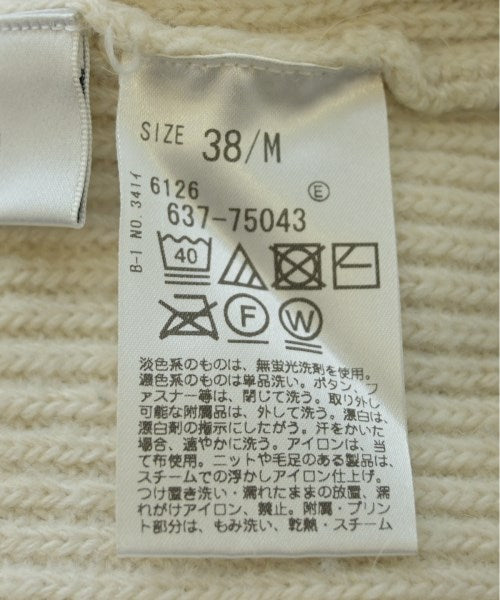 SIZE 38/M
B-1 NO.3411
6126
E
637-75043
40
F
W
淡色系のものは、無蛍光洗剤を使用。
濃色系のものは単品洗い。ボタン、フ
ァスナー等は、閉じて洗う。取り外し
可能な附属品は、外して洗う。漂白は、
漂白剤の指示にしたがう。汗をかいた
場合、速やかに洗う。アイロンは、当
て布使用。ニットや毛足のある製品は、
スチームでの浮かしアイロン仕上げ。
つけ置き洗い・濡れたままの放置、濡
れがけアイロン、禁止。附属・プリン
ト部分は、もみ洗い、乾熱・スチーム